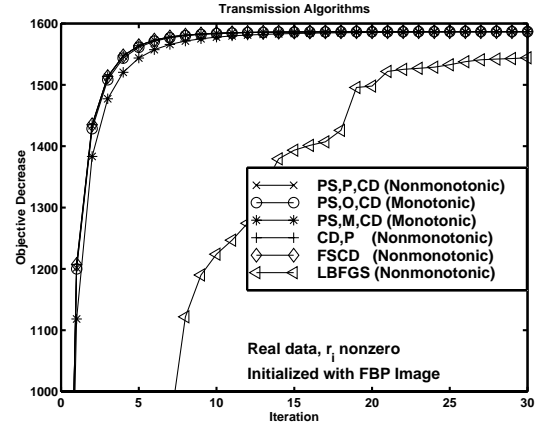 Transmission Algorithms
Objective Decrease
1600
1500
1400
1300
1200
1100
1000
PS,P,CD (Nonmonotonic)
PS,O,CD (Monotonic)
PS,M,CD (Monotonic)
CD,P (Nonmonotonic)
FSCD (Nonmonotonic)
LBFGS (Nonmonotonic)
Real data, r_i nonzero
Initialized with FBP Image
0 5 10 15 20 25 30
Iteration